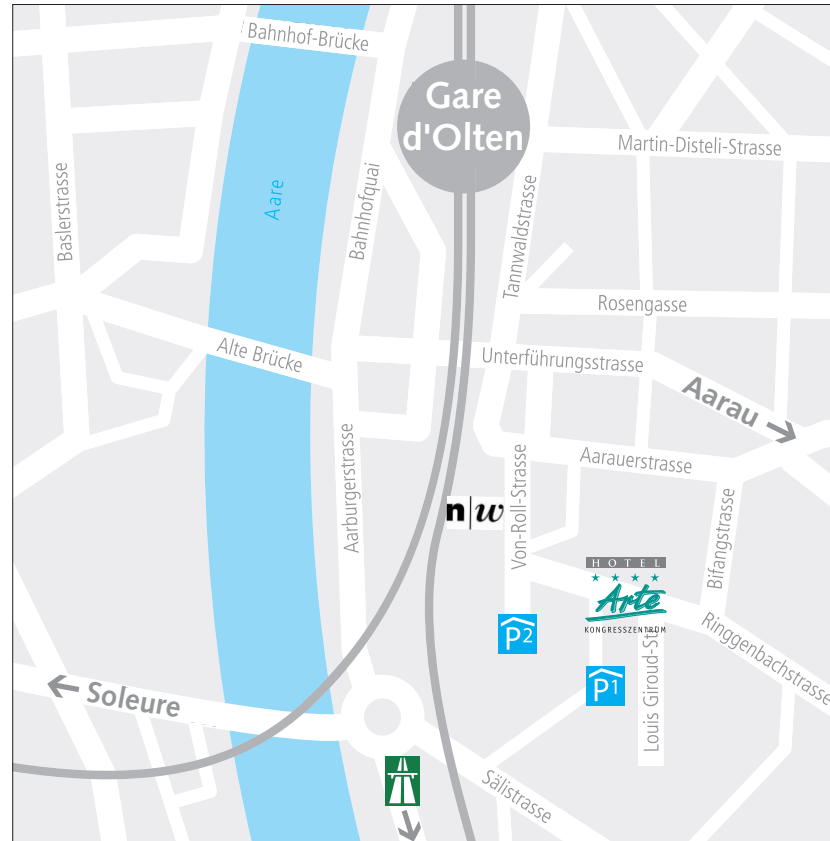 Bahnhof-Brücke
Gare
d'Olten
Martin-Disteli-Strasse
Baslerstrasse
Aare
Bahnhofquai
Tannwaldstrasse
Rosengasse
Alte Brücke
Unterführungsstrasse
Aarau
Aarburgerstrasse
Aarauerstrasse
Von-Roll-Strasse
n|w
Bifangstrasse
HOTEL
Arte
KONGRESSZENTRUM
P2
Ringgenbachstrasse
P1
Louis Giroud-St
Soleure
Sälistrasse